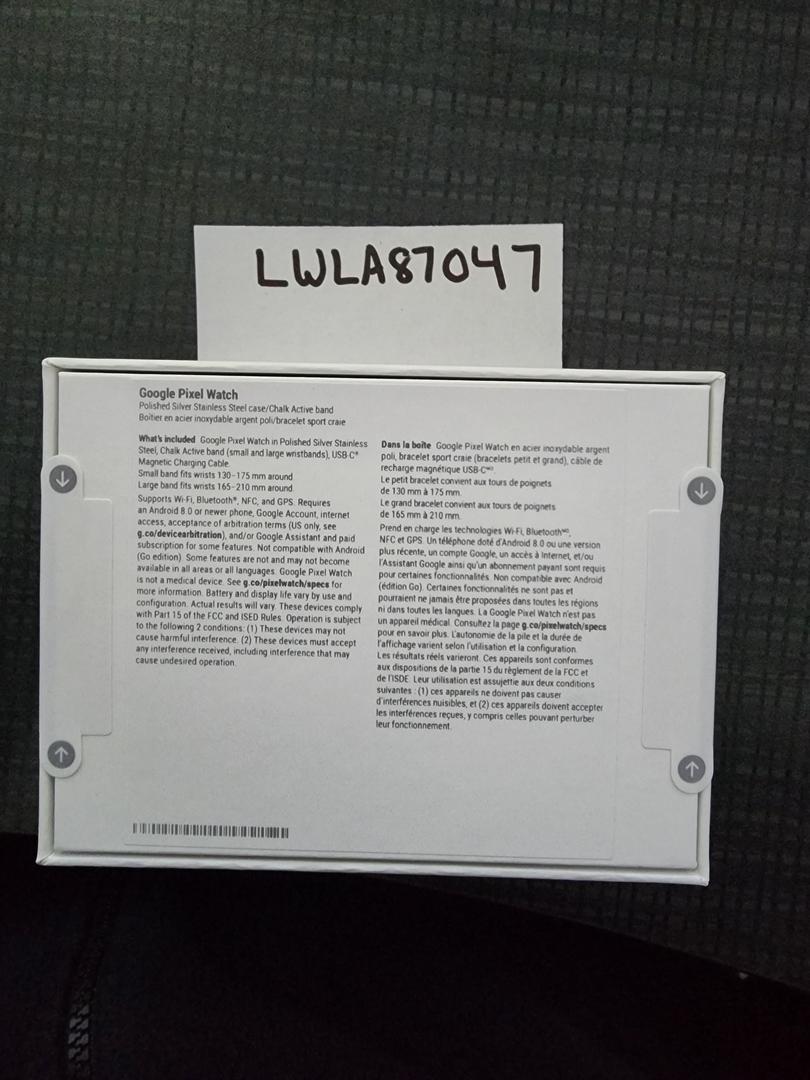 LWLA87047
Google Pixel Watch
Polished Silver Stainless Steel case/Chalk Active band
Boîtier en acier inoxydable argent poli/bracelet sport craie
What's included Google Pixel Watch in Polished Silver Stainless
Steel, Chalk Active band (small and large wristbands), USB-C®
Magnetic Charging Cable.
Small band fits wrists 130–175 mm around
Large band fits wrists 165–210 mm around.
Supports Wi-Fi, Bluetooth®, NFC, and GPS. Requires
an Android 8.0 or newer phone, Google Account, internet
access, acceptance of arbitration terms (US only, see
g.co/devicearbitration), and/or Google Assistant and paid
subscription for some features. Not compatible with Android
(Go edition). Some features are not and may not become
available in all areas or all languages. Google Pixel Watch
is not a medical device. See g.co/pixelwatch/specs for
more information. Battery and display life vary by use and
configuration. Actual results will vary. These devices comply
with Part 15 of the FCC and ISED Rules. Operation is subject
to the following 2 conditions: (1) These devices may not
cause harmful interference. (2) These devices must accept
any interference received, including interference that may
cause undesired operation.
Dans la boîte Google Pixel Watch en acier inoxydable argent
poli, bracelet sport craie (bracelets petit et grand), câble de
recharge magnétique USB-Cᴹᴰ.
Le petit bracelet convient aux tours de poignets
de 130 mm à 175 mm.
Le grand bracelet convient aux tours de poignets
de 165 mm à 210 mm.
Prend en charge les technologies Wi-Fi, Bluetoothᴹᴰ,
NFC et GPS. Un téléphone doté d'Android 8.0 ou une version
plus récente, un compte Google, un accès à Internet, et/ou
l'Assistant Google ainsi qu'un abonnement payant sont requis
pour certaines fonctionnalités. Non compatible avec Android
(édition Go). Certaines fonctionnalités ne sont pas et
pourraient ne jamais être proposées dans toutes les régions
ni dans toutes les langues. La Google Pixel Watch n'est pas
un appareil médical. Consultez la page g.co/pixelwatch/specs
pour en savoir plus. L'autonomie de la pile et la durée de
l'affichage varient selon l'utilisation et la configuration.
Les résultats réels varieront. Ces appareils sont conformes
aux dispositions de la partie 15 du règlement de la FCC et
de l'ISDE. Leur utilisation est assujettie aux deux conditions
suivantes : (1) ces appareils ne doivent pas causer
d'interférences nuisibles, et (2) ces appareils doivent accepter
les interférences reçues, y compris celles pouvant perturber
leur fonctionnement.